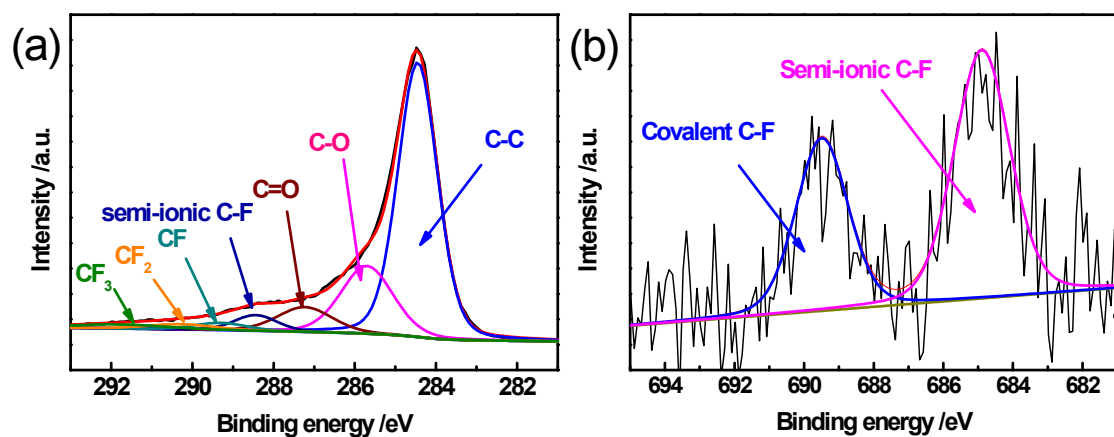 (a)
Intensity /a.u.
C-C
C-O
C=O
semi-ionic C-F
CF
CF₂
CF₃
292 290 288 286 284 282
Binding energy /eV
(b)
Intensity /a.u.
Semi-ionic C-F
Covalent C-F
694 692 690 688 686 684 682
Binding energy /eV